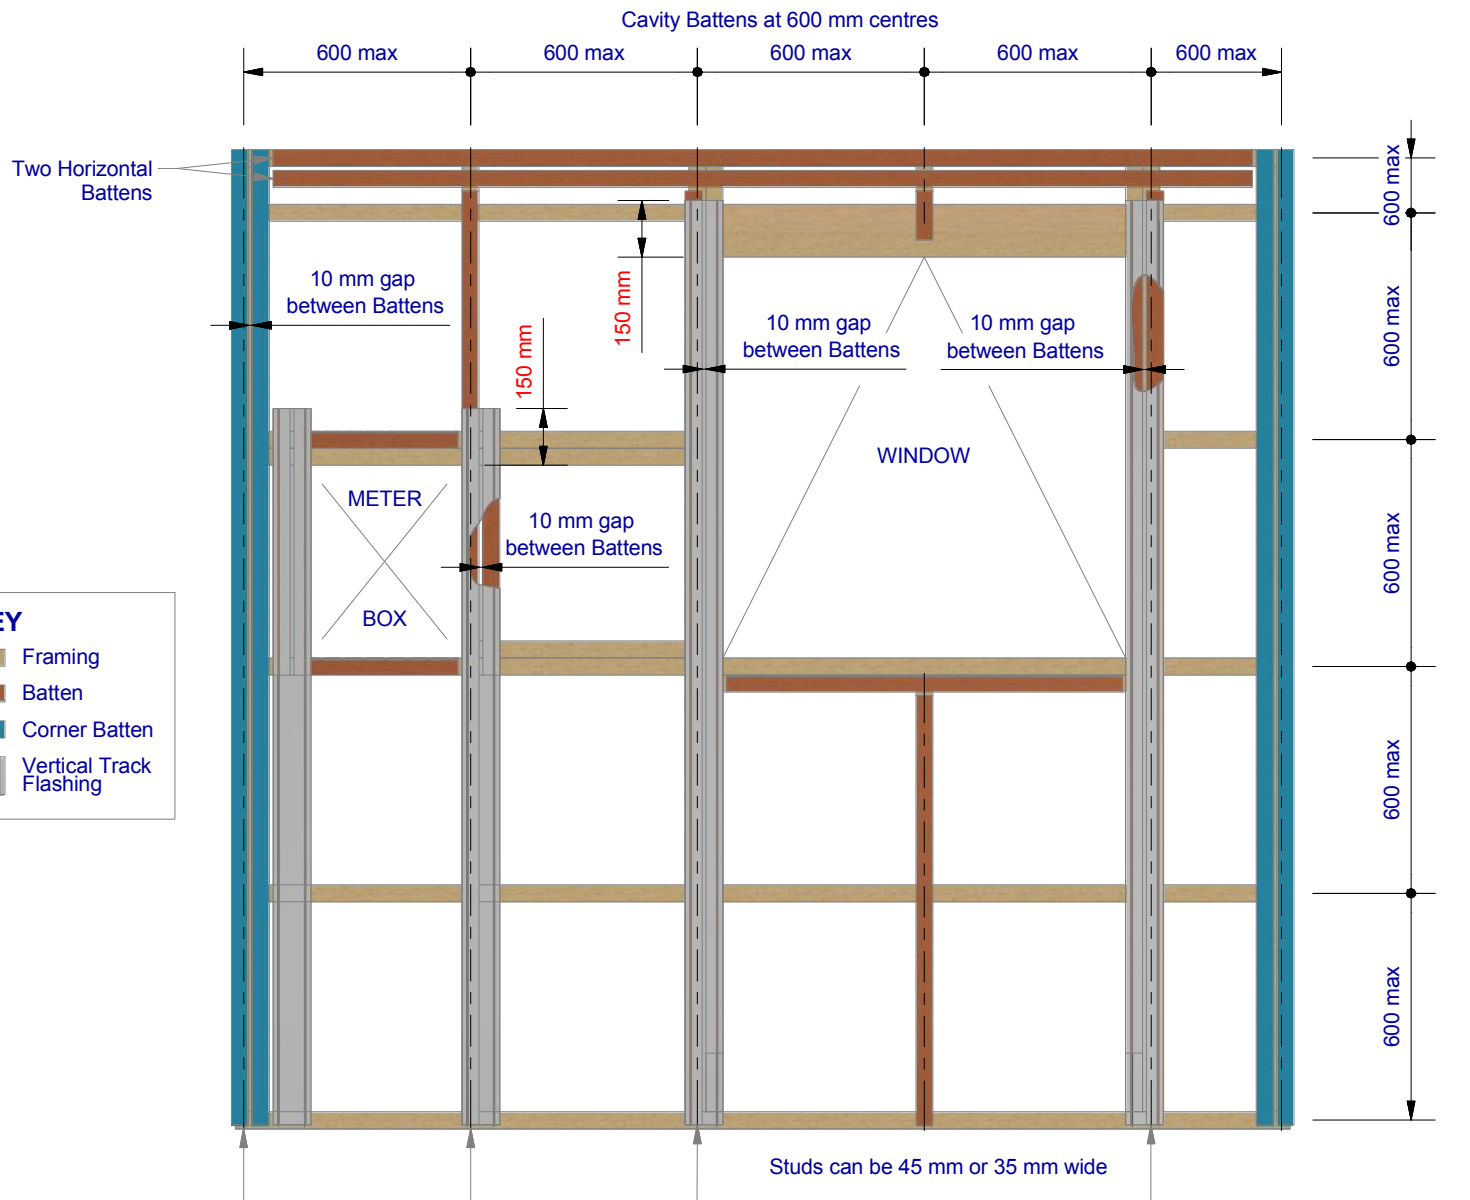 Cavity Battens at 600 mm centres
600 max
600 max
600 max
600 max
600 max
Two Horizontal
Battens
600 max
10 mm gap
between Battens
150 mm
10 mm gap
between Battens
10 mm gap
between Battens
600 max
150 mm
WINDOW
METER
BOX
10 mm gap
between Battens
600 max
EY
Framing
Batten
Corner Batten
Vertical Track
Flashing
600 max
600 max
Studs can be 45 mm or 35 mm wide